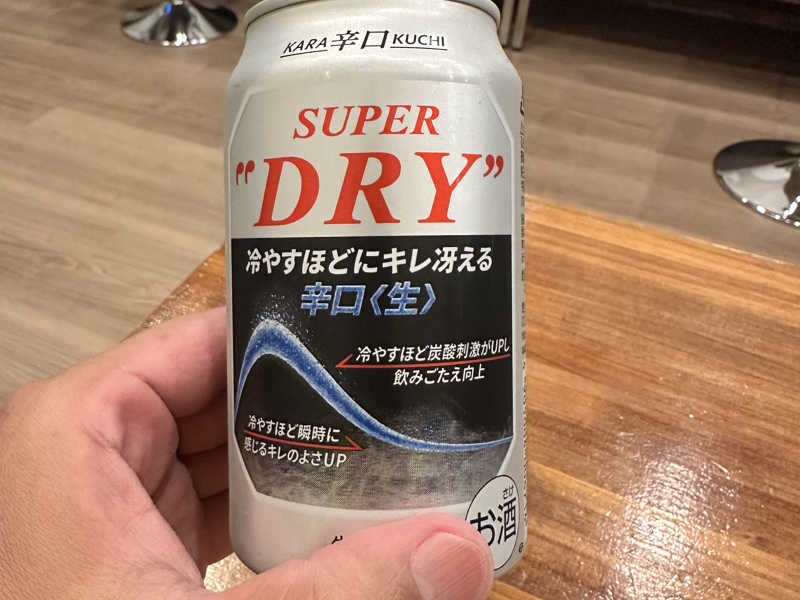 KARA 辛口 KUCHI
SUPER
“DRY”
冷やすほどにキレ冴える
辛口〈生〉
冷やすほど炭酸刺激がUPし
飲みごたえ向上
冷やすほど瞬時に
感じるキレのよさUP
さけ
お酒